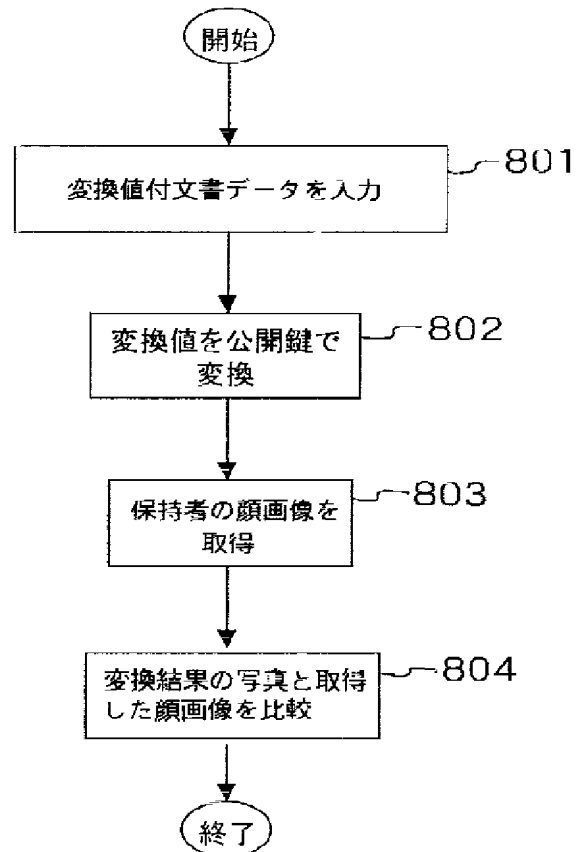 開始
変換値付文書データを入力
801
変換値を公開鍵で
変換
802
保持者の顔画像を
取得
803
変換結果の写真と取得
した顔画像を比較
804
終了